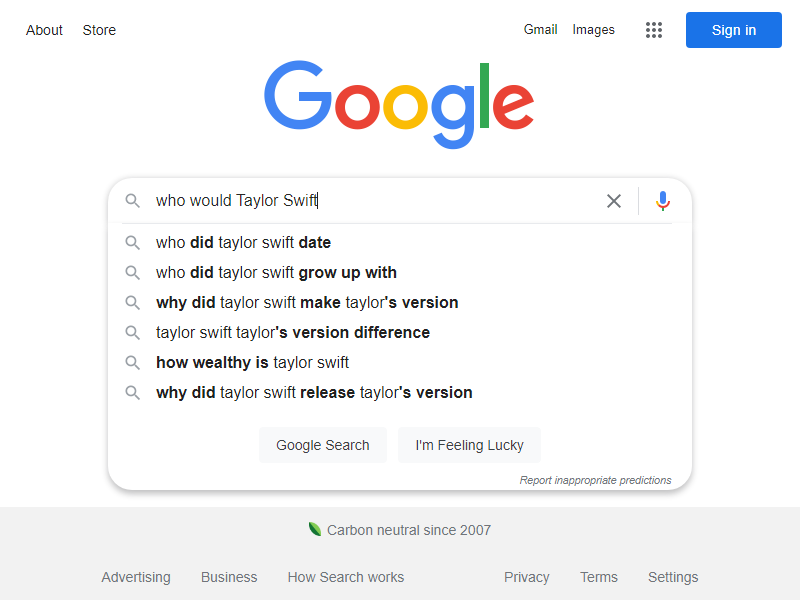 About Store Gmail Images Sign in
Google
who would Taylor Swift
who did taylor swift date
who did taylor swift grow up with
why did taylor swift make taylor's version
taylor swift taylor's version difference
how wealthy is taylor swift
why did taylor swift release taylor's version
Google Search I'm Feeling Lucky
Report inappropriate predictions
Carbon neutral since 2007
Advertising Business How Search works Privacy Terms Settings